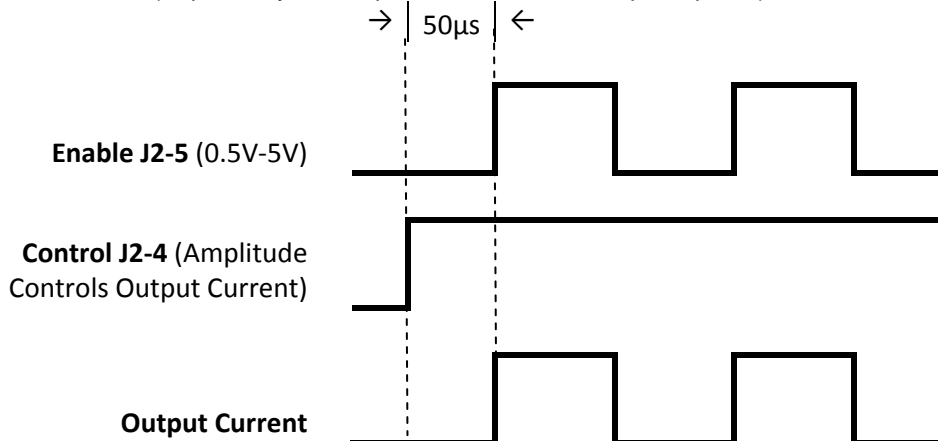 → 50µs ←
Enable J2-5 (0.5V-5V)
Control J2-4 (Amplitude
Controls Output Current)
Output Current